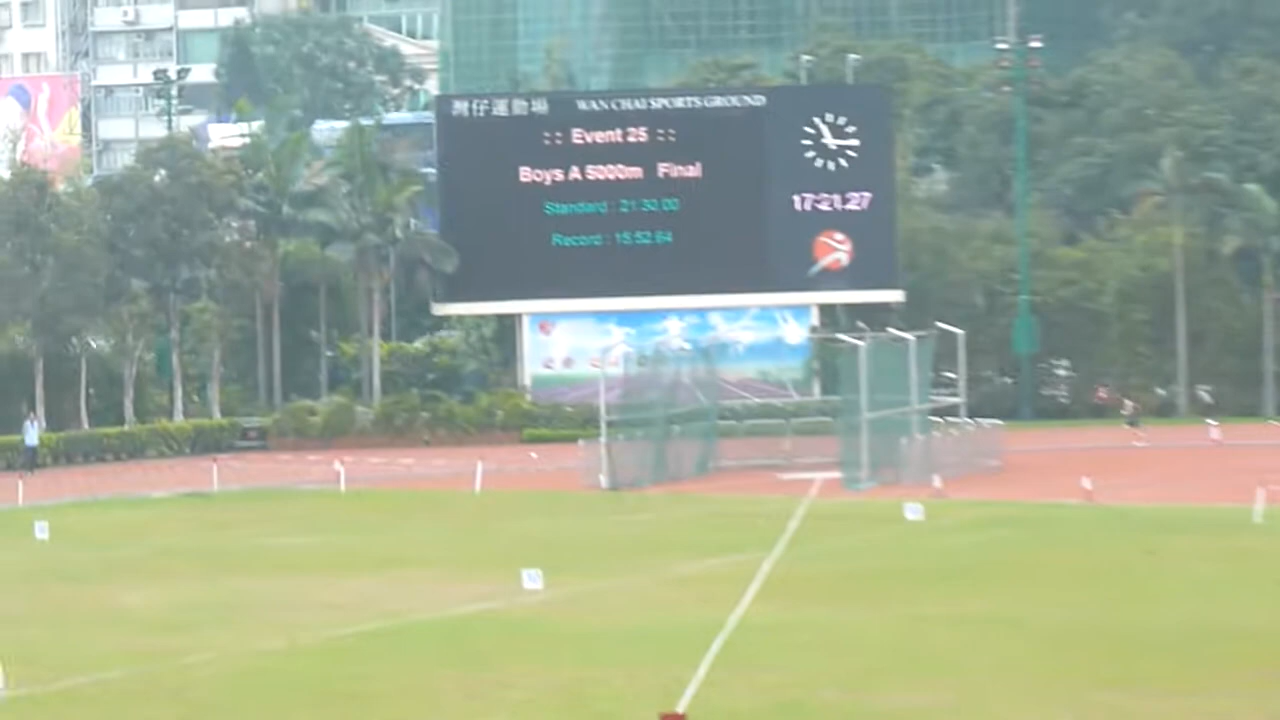 灣仔運動場 WAN CHAI SPORTS GROUND
:: Event 25 ::
Boys A 5000m Final
Standard : 21:30.00
Record : 15:52.64
17:21:27